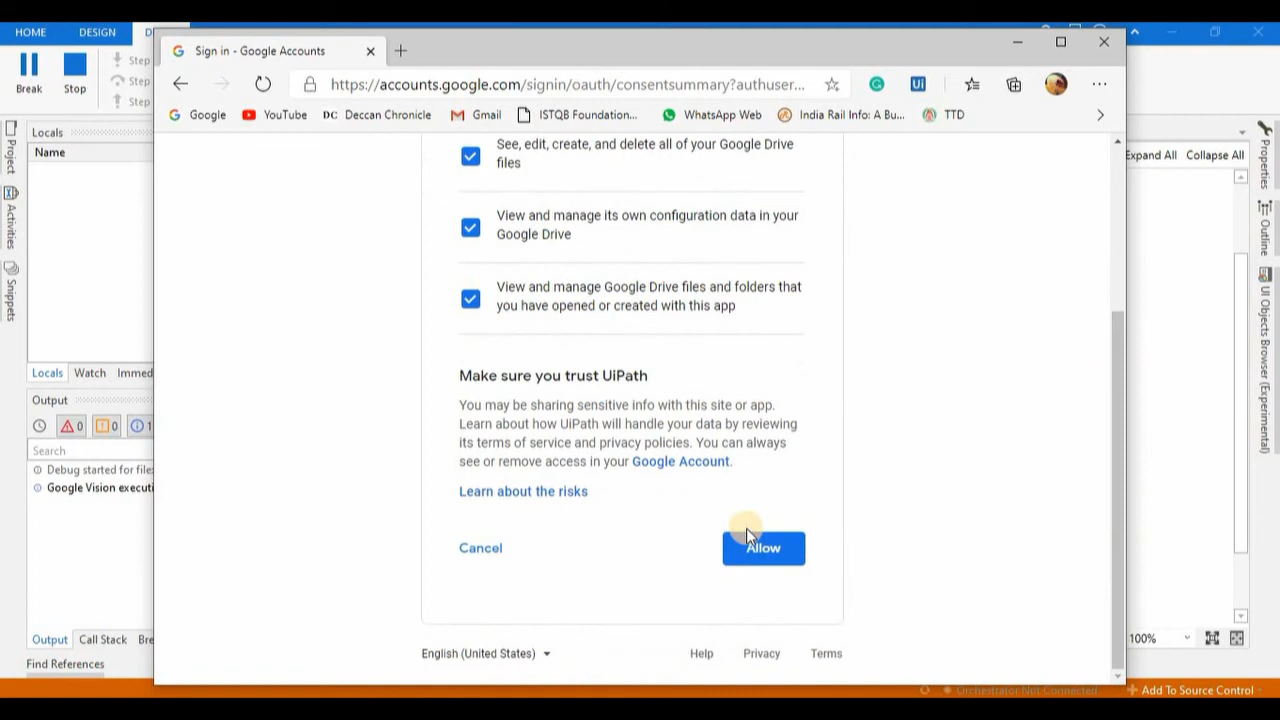 HOME
DESIGN
D
Break
Stop
Step
Step
Step
Sign in - Google Accounts
https://accounts.google.com/signin/oauth/consentsummary?authuser...
Ui
Google
YouTube
DC Deccan Chronicle
Gmail
ISTQB Foundation...
WhatsApp Web
India Rail Info: A Bu...
TTD
Project
Activities
Snippets
Locals
Name
Locals
Watch
Immed
Output
0
0
1
Search
Debug started for file:
Google Vision executi
Output
Call Stack
Bre
Find References
See, edit, create, and delete all of your Google Drive
files
View and manage its own configuration data in your
Google Drive
View and manage Google Drive files and folders that
you have opened or created with this app
Make sure you trust UiPath
You may be sharing sensitive info with this site or app.
Learn about how UiPath will handle your data by reviewing
its terms of service and privacy policies. You can always
see or remove access in your Google Account.
Learn about the risks
Cancel
Allow
English (United States)
Help
Privacy
Terms
Expand All
Collapse All
Properties
Outline
UI Objects Browser (Experimental)
100%
Orchestrator Not Connected
Add To Source Control